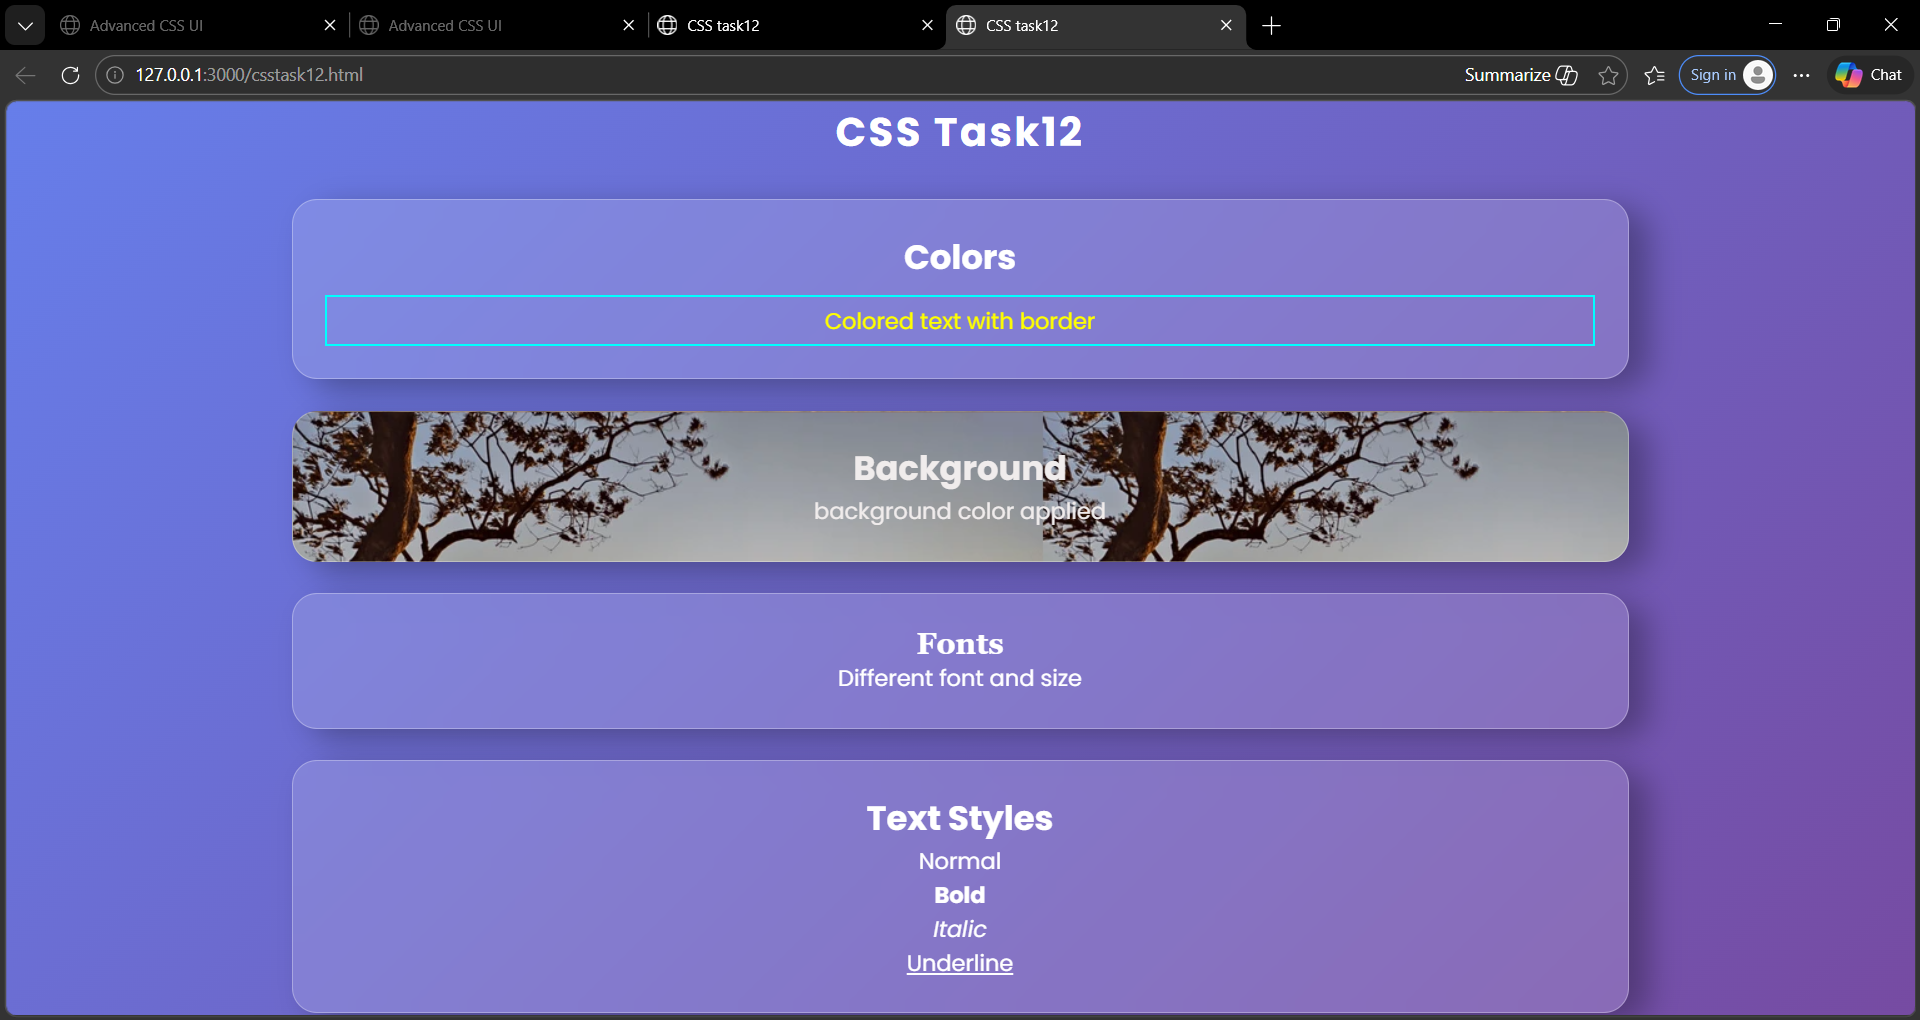 Advanced CSS UI
Advanced CSS UI
CSS task12
CSS task12
127.0.0.1:3000/csstask12.html
Summarize
Sign in
Chat
CSS Task12
Colors
Colored text with border
Background
background color applied
Fonts
Different font and size
Text Styles
Normal
Bold
Italic
Underline